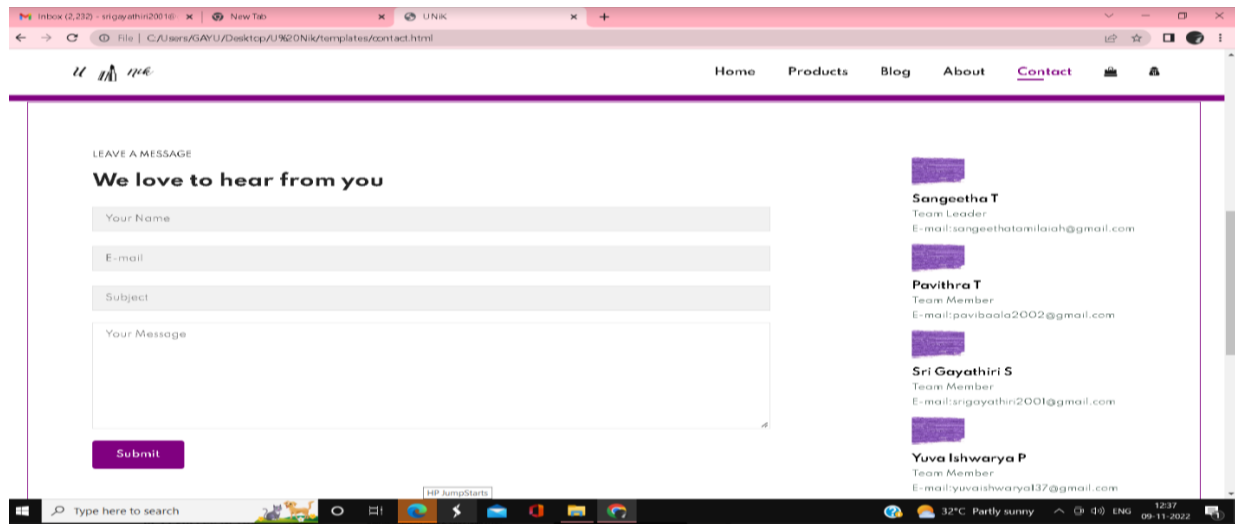 Inbox (2,232) - srigayathiri2001@
New Tab
UNiK
File | C:/Users/GAYU/Desktop/U%20Nik/templates/contact.html
U nik
Home Products Blog About Contact
LEAVE A MESSAGE
We love to hear from you
Your Name
E-mail
Subject
Your Message
Submit
Sangeetha T
Team Leader
E-mail:sangeethatamilaiah@gmail.com
Pavithra T
Team Member
E-mail:pavibaala2002@gmail.com
Sri Gayathiri S
Team Member
E-mail:srigayathiri2001@gmail.com
Yuva Ishwarya P
Team Member
E-mail:yuvaishwarya137@gmail.com
HP JumpStarts
Type here to search
32°C Partly sunny
ENG
12:37
09-11-2022